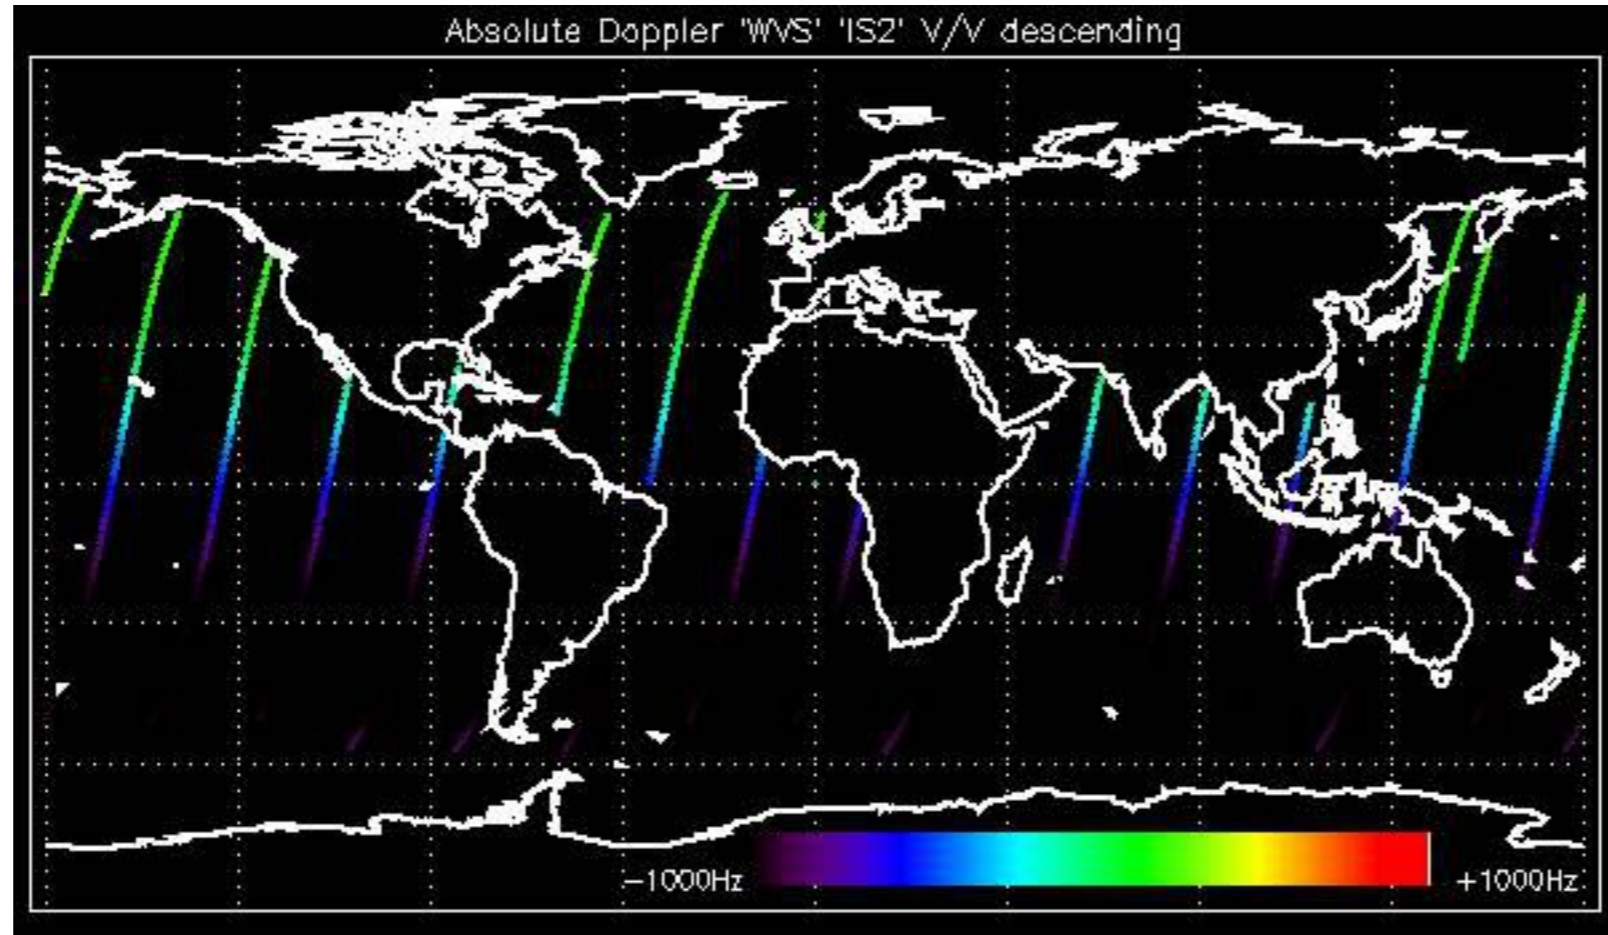 Absolute Doppler 'WVS' 'IS2' V/V descending
−1000Hz
+1000Hz